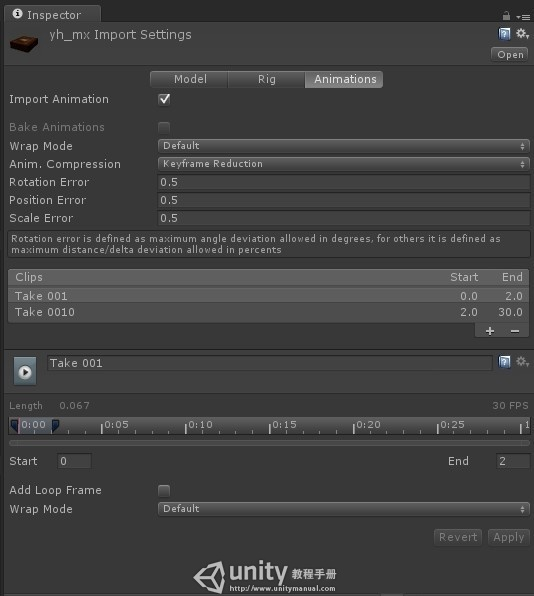 Inspector
yh_mx Import Settings
Open
Model Rig Animations
Import Animation
Bake Animations
Wrap Mode Default
Anim. Compression Keyframe Reduction
Rotation Error 0.5
Position Error 0.5
Scale Error 0.5
Rotation error is defined as maximum angle deviation allowed in degrees, for others it is defined as
maximum distance/delta deviation allowed in percents
Clips Start End
Take 001 0.0 2.0
Take 0010 2.0 30.0
+ −
Take 001
Length 0.067 30 FPS
0:00 0:05 0:10 0:15 0:20 0:25 1
Start 0 End 2
Add Loop Frame
Wrap Mode Default
Revert Apply
unity 教程手册
http://www.unitymanual.com